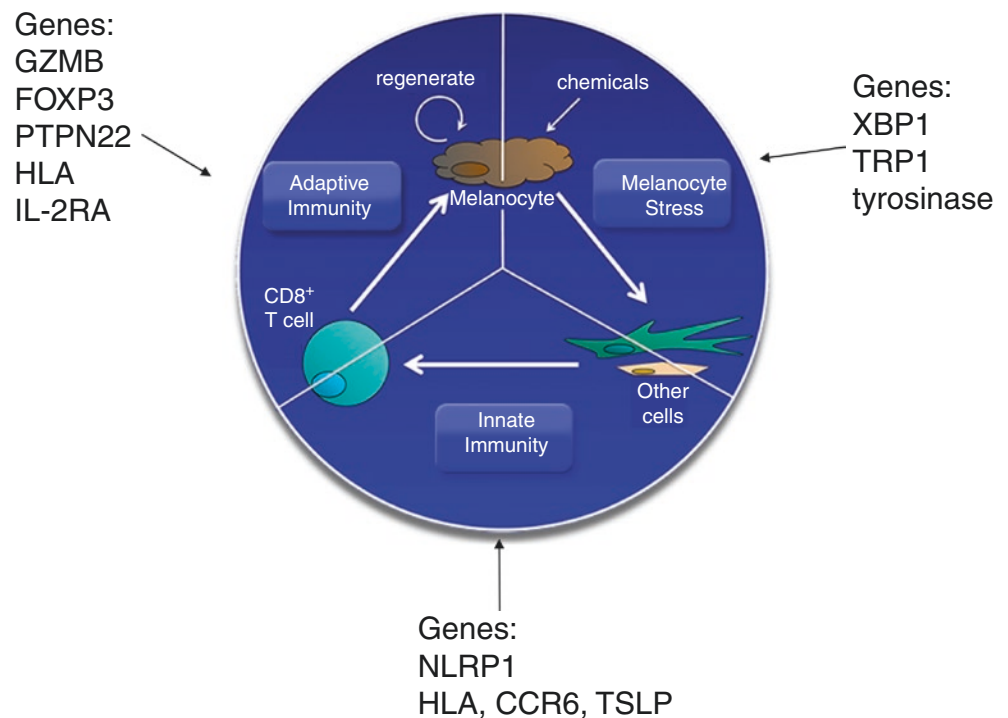 Genes:
GZMB
FOXP3
PTPN22
HLA
IL-2RA
regenerate
chemicals
Genes:
XBP1
TRP1
tyrosinase
Adaptive
Immunity
Melanocyte
Melanocyte
Stress
CD8⁺
T cell
Other
cells
Innate
Immunity
Genes:
NLRP1
HLA, CCR6, TSLP